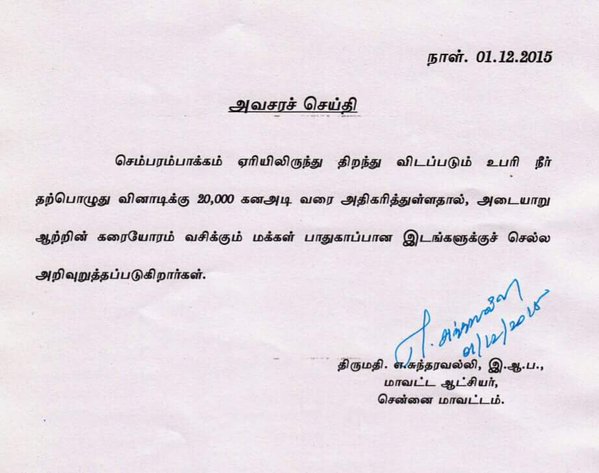 நாள். 01.12.2015
அவசரச் செய்தி
செம்பரம்பாக்கம் ஏரியிலிருந்து திறந்து விடப்படும் உபரி நீர்
தற்பொழுது வினாடிக்கு 20,000 கனஅடி வரை அதிகரித்துள்ளதால், அடையாறு
ஆற்றின் கரையோரம் வசிக்கும் மக்கள் பாதுகாப்பான இடங்களுக்குச் செல்ல
அறிவுறுத்தப்படுகிறார்கள்.
01/12/2015
திருமதி. எ.சுந்தரவல்லி, இ.ஆ.ப.,
மாவட்ட ஆட்சியர்,
சென்னை மாவட்டம்.